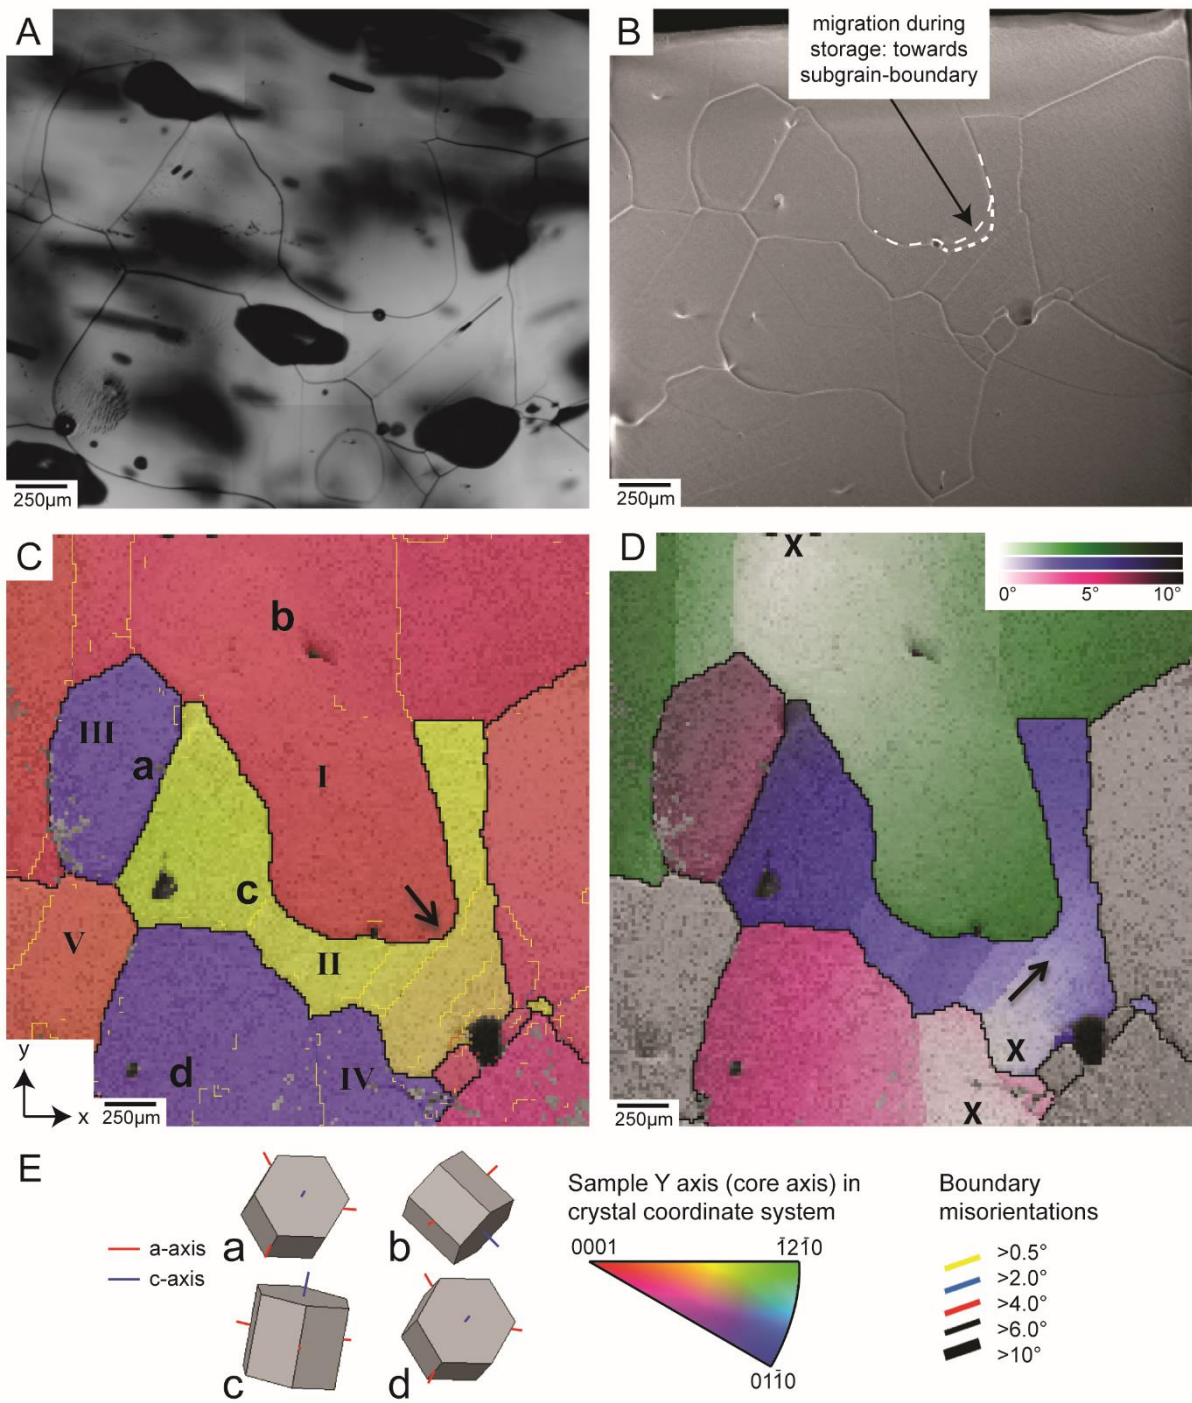 A
B
migration during
storage: towards
subgrain-boundary
250µm
250µm
C
D
x
0°
5°
10°
b
III
a
I
c
V
II
IV
d
y
x
250µm
x
x
250µm
E
a-axis
c-axis
a
b
c
d
Sample Y axis (core axis) in
crystal coordinate system
0001
1̄21̄0
011̄0
Boundary
misorientations
>0.5°
>2.0°
>4.0°
>6.0°
>10°